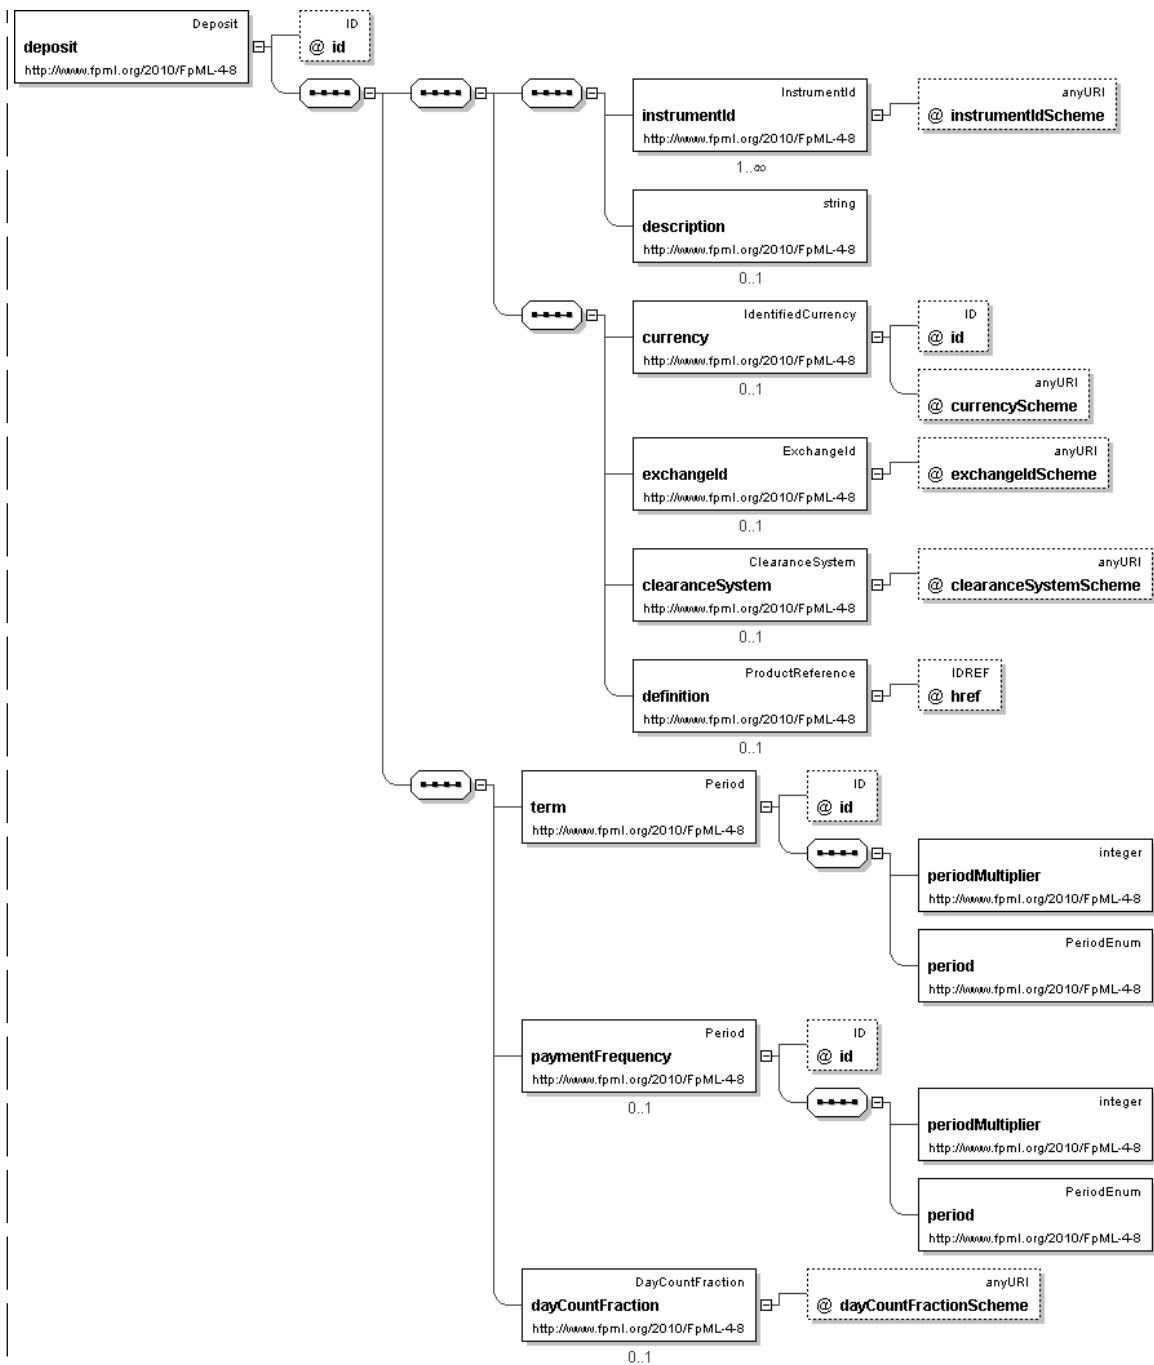 Deposit
deposit
http://www.fpml.org/2010/FpML-4-8
ID
@ id
InstrumentId
instrumentId
http://www.fpml.org/2010/FpML-4-8
1..∞
anyURI
@ instrumentIdScheme
string
description
http://www.fpml.org/2010/FpML-4-8
0..1
IdentifiedCurrency
currency
http://www.fpml.org/2010/FpML-4-8
0..1
ID
@ id
anyURI
@ currencyScheme
ExchangeId
exchangeId
http://www.fpml.org/2010/FpML-4-8
0..1
anyURI
@ exchangeIdScheme
ClearanceSystem
clearanceSystem
http://www.fpml.org/2010/FpML-4-8
0..1
anyURI
@ clearanceSystemScheme
ProductReference
definition
http://www.fpml.org/2010/FpML-4-8
0..1
IDREF
@ href
Period
term
http://www.fpml.org/2010/FpML-4-8
ID
@ id
integer
periodMultiplier
http://www.fpml.org/2010/FpML-4-8
PeriodEnum
period
http://www.fpml.org/2010/FpML-4-8
Period
paymentFrequency
http://www.fpml.org/2010/FpML-4-8
0..1
ID
@ id
integer
periodMultiplier
http://www.fpml.org/2010/FpML-4-8
PeriodEnum
period
http://www.fpml.org/2010/FpML-4-8
DayCountFraction
dayCountFraction
http://www.fpml.org/2010/FpML-4-8
0..1
anyURI
@ dayCountFractionScheme